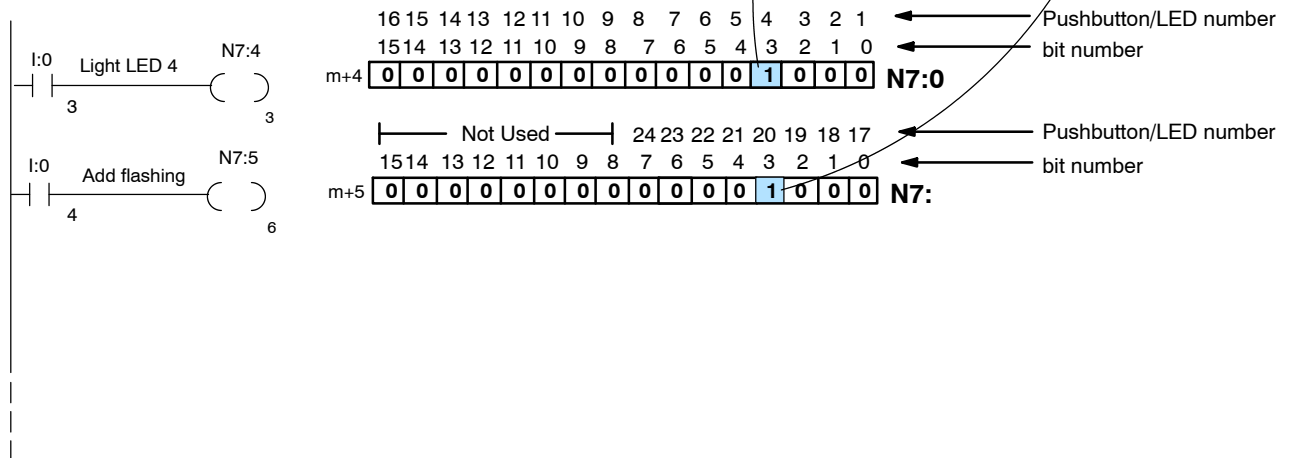 16 15 14 13 12 11 10 9 8 7 6 5 4 3 2 1 Pushbutton/LED number
15 14 13 12 11 10 9 8 7 6 5 4 3 2 1 0 bit number
I:0 Light LED 4 N7:4
m+4 0 0 0 0 0 0 0 0 0 0 0 0 1 0 0 0 N7:0
3 3
Not Used 24 23 22 21 20 19 18 17 Pushbutton/LED number
15 14 13 12 11 10 9 8 7 6 5 4 3 2 1 0 bit number
I:0 Add flashing N7:5
m+5 0 0 0 0 0 0 0 0 0 0 0 0 1 0 0 0 N7:
4 6